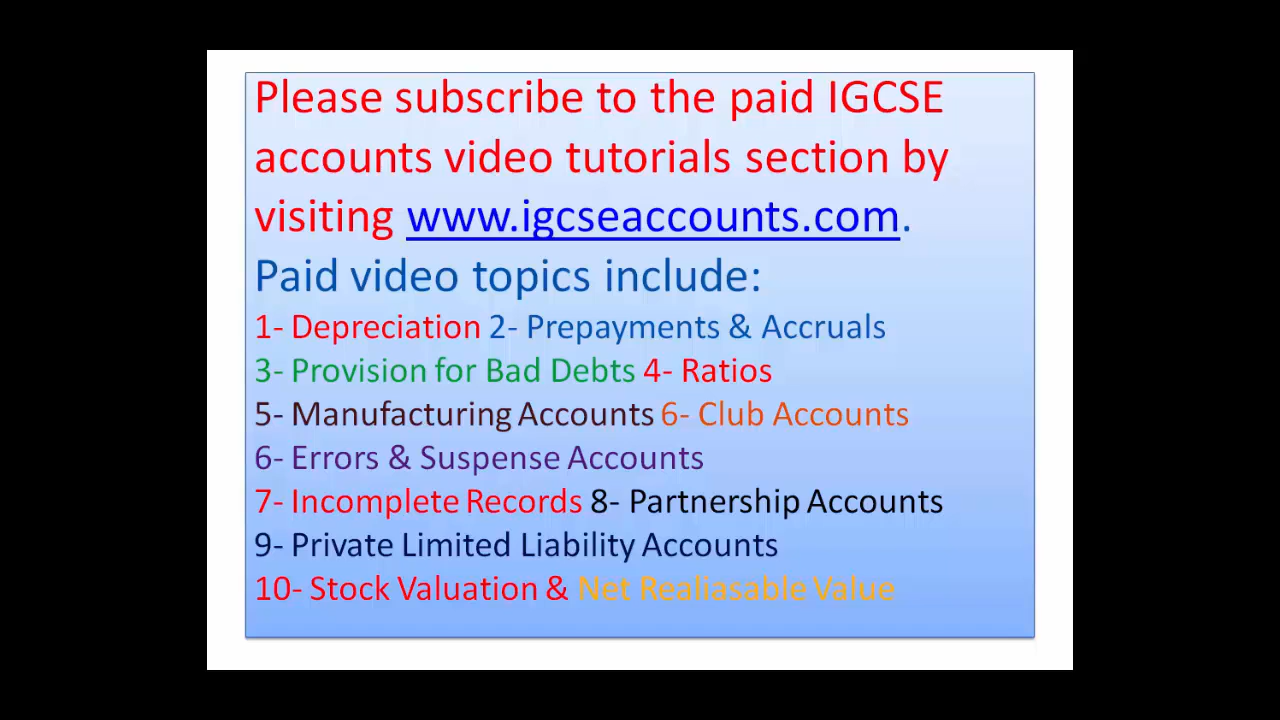 Please subscribe to the paid IGCSE
accounts video tutorials section by
visiting www.igcseaccounts.com.
Paid video topics include:
1- Depreciation 2- Prepayments & Accruals
3- Provision for Bad Debts 4- Ratios
5- Manufacturing Accounts 6- Club Accounts
6- Errors & Suspense Accounts
7- Incomplete Records 8- Partnership Accounts
9- Private Limited Liability Accounts
10- Stock Valuation & Net Realiasable Value